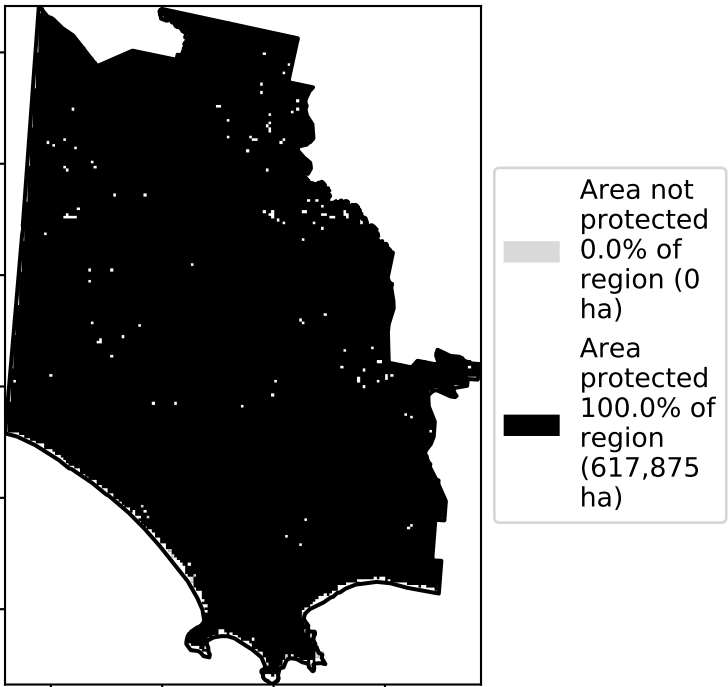 Area not
protected
0.0% of
region (0
ha)
Area
protected
100.0% of
region
(617,875
ha)